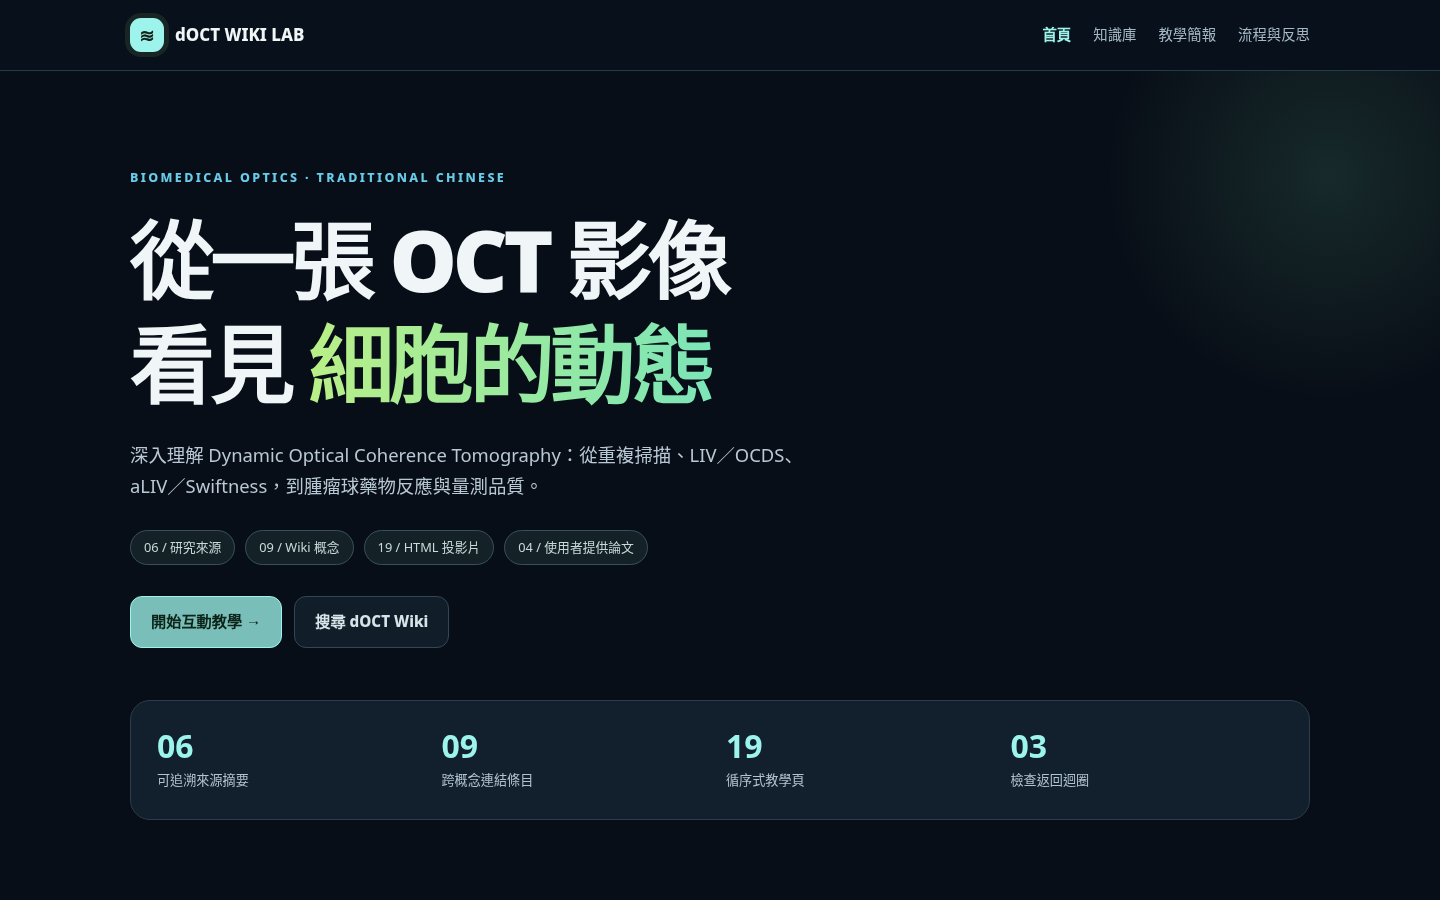 ≋ dOCT WIKI LAB
首頁 知識庫 教學簡報 流程與反思
BIOMEDICAL OPTICS · TRADITIONAL CHINESE
從一張 OCT 影像
看見 細胞的動態
深入理解 Dynamic Optical Coherence Tomography：從重複掃描、LIV／OCDS、
aLIV／Swiftness，到腫瘤球藥物反應與量測品質。
06 / 研究來源 09 / Wiki 概念 19 / HTML 投影片 04 / 使用者提供論文
開始互動教學 → 搜尋 dOCT Wiki
06 09 19 03
可追溯來源摘要 跨概念連結條目 循序式教學頁 檢查返回迴圈